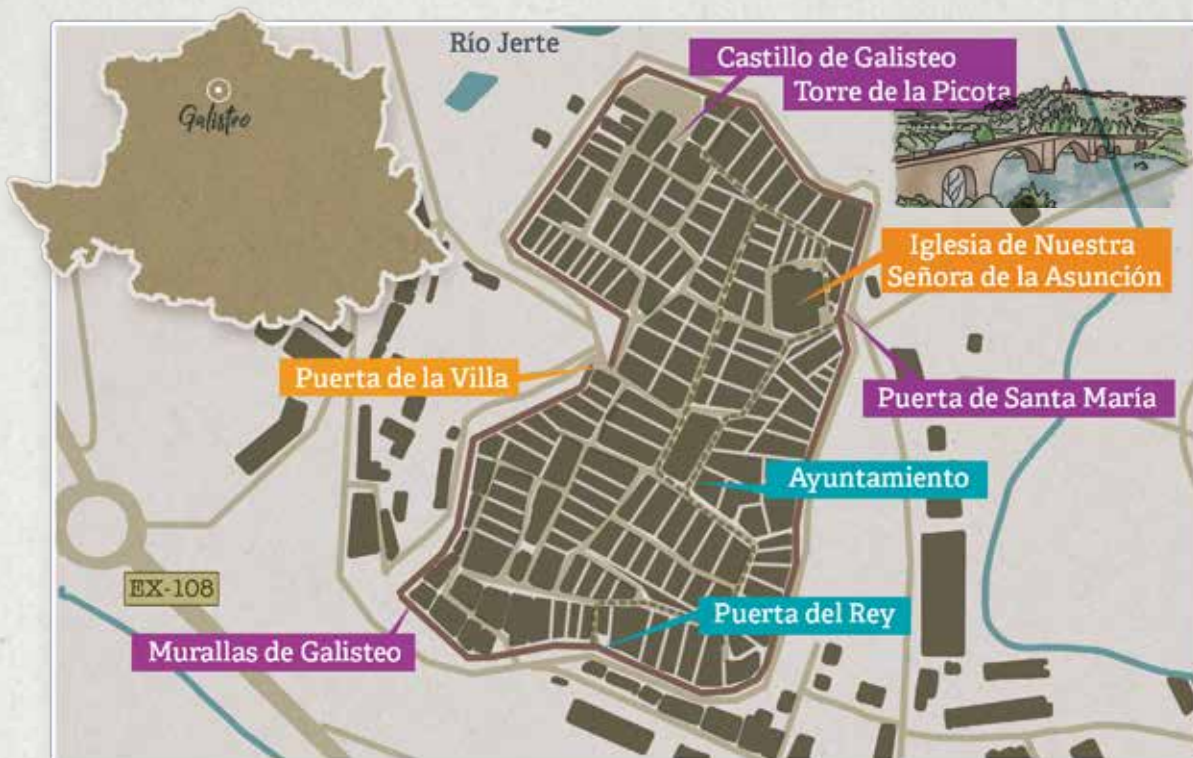 Galisteo
Río Jerte
Castillo de Galisteo
Torre de la Picota
Iglesia de Nuestra
Señora de la Asunción
Puerta de la Villa
Puerta de Santa María
Ayuntamiento
EX-108
Puerta del Rey
Murallas de Galisteo